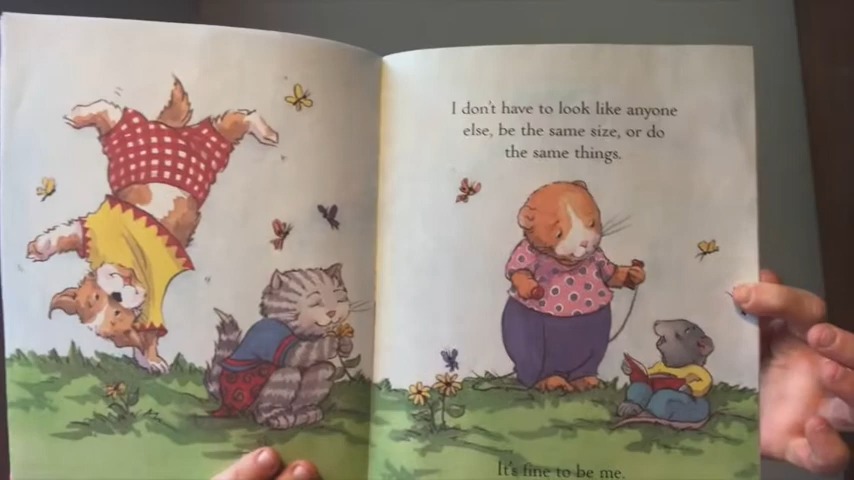 I don't have to look like anyone
else, be the same size, or do
the same things.
It's fine to be me.